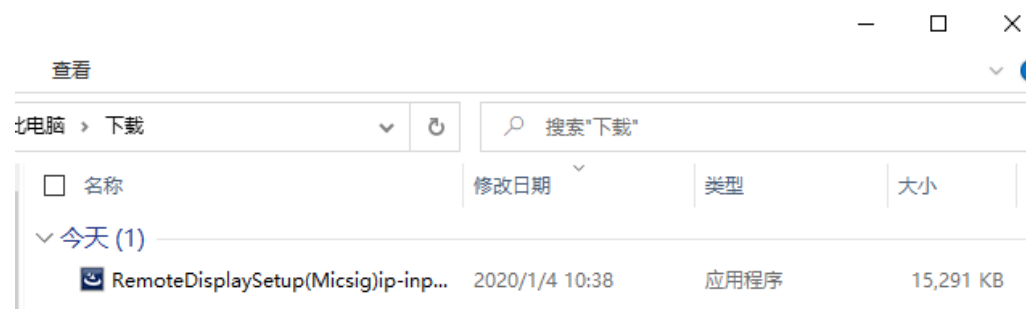 查看
此电脑 › 下载
搜索"下载"
名称 修改日期 类型 大小
今天 (1)
RemoteDisplaySetup(Micsig)ip-inp... 2020/1/4 10:38 应用程序 15,291 KB